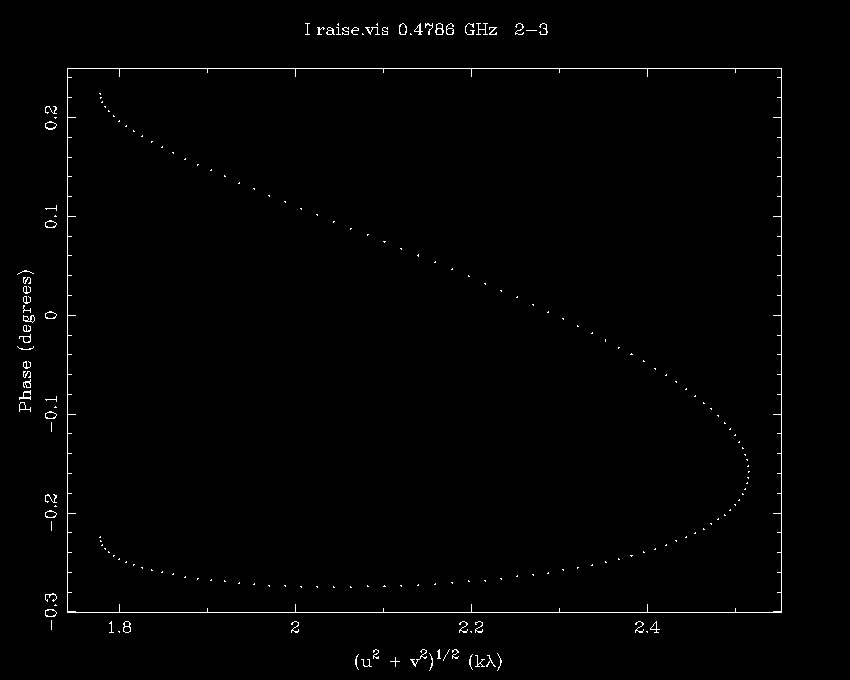 I raise.vis 0.4786 GHz 2-3
0.2
0.1
0
-0.1
-0.2
-0.3
Phase (degrees)
1.8 2 2.2 2.4
(u² + v²)^1/2 (kλ)